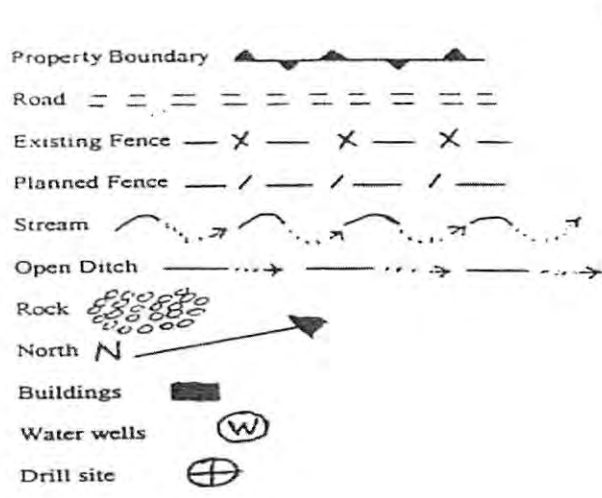 Property Boundary
Road
Existing Fence
Planned Fence
Stream
Open Ditch
Rock
North N
Buildings
Water wells W
Drill site